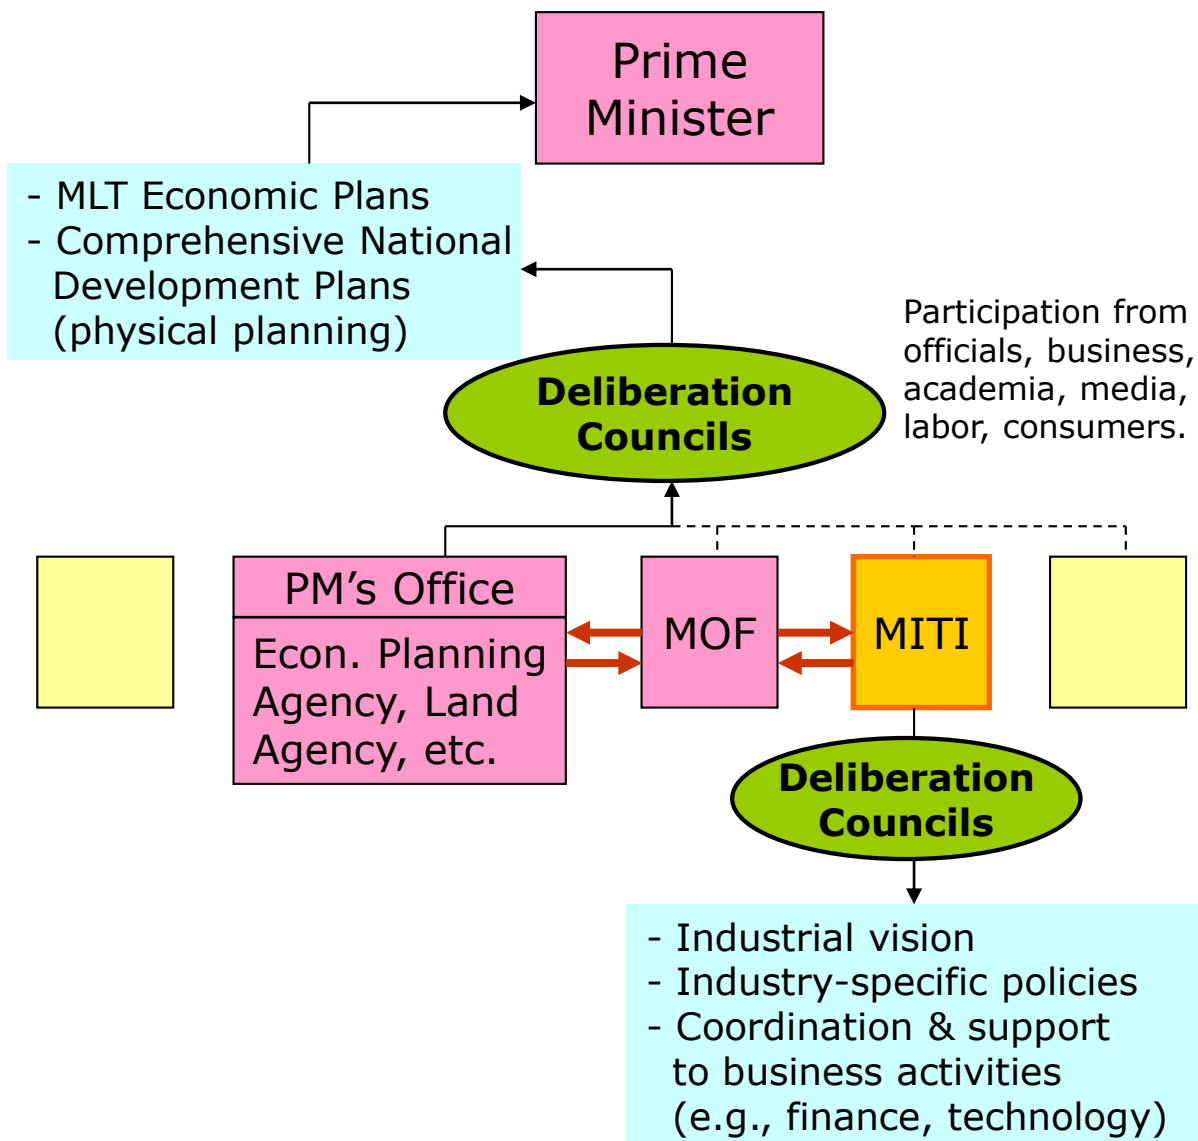 Prime
Minister
- MLT Economic Plans
- Comprehensive National
Development Plans
(physical planning)
Participation from
officials, business,
academia, media,
labor, consumers.
Deliberation
Councils
PM’s Office
Econ. Planning
Agency, Land
Agency, etc.
MOF
MITI
Deliberation
Councils
- Industrial vision
- Industry-specific policies
- Coordination & support
to business activities
(e.g., finance, technology)